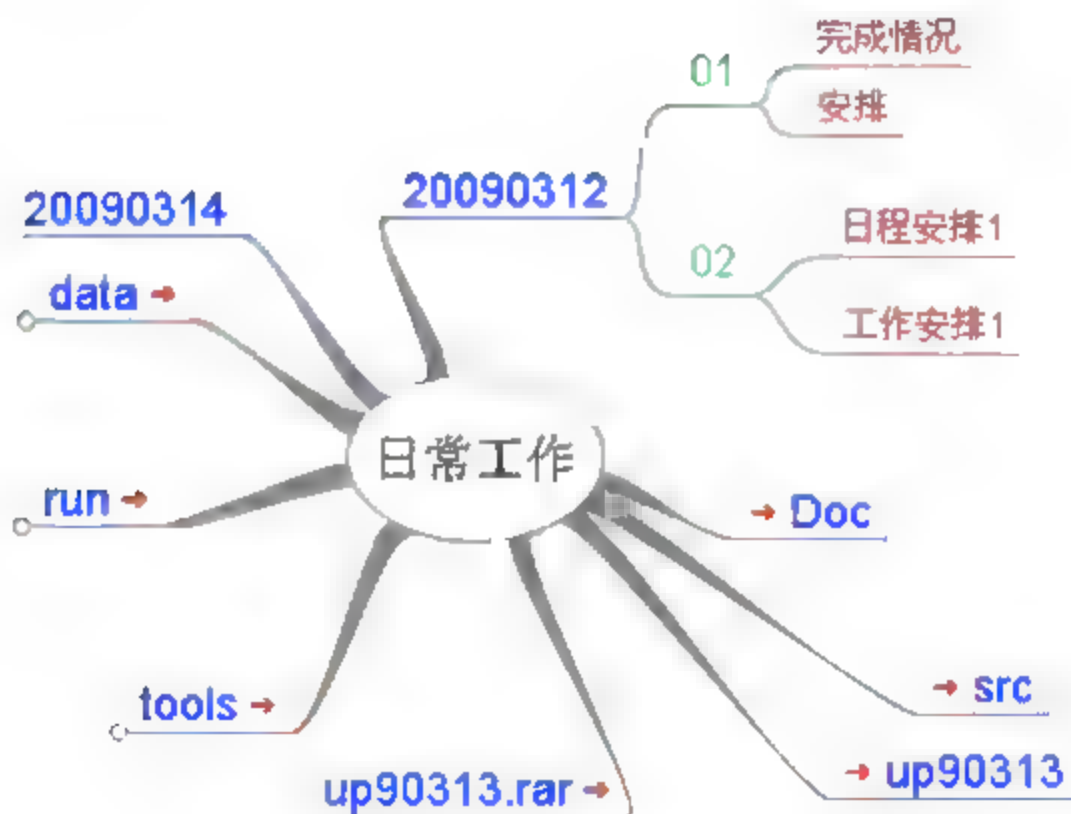 完成情况
01
安排
20090312
20090314
日程安排1
02
data
工作安排1
日常工作
run
Doc
tools
src
up90313
up90313.rar